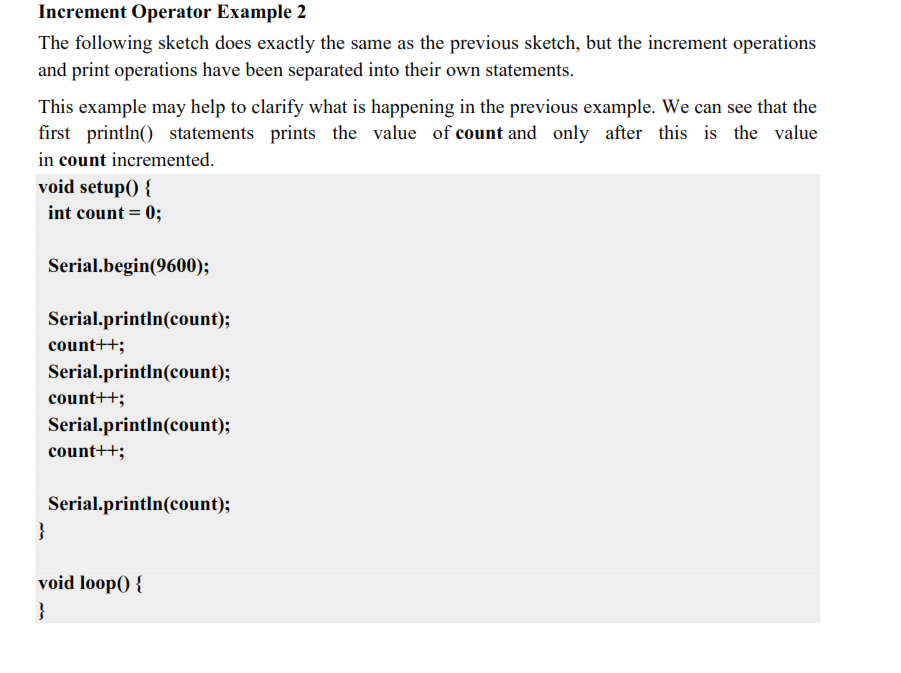 Increment Operator Example 2
The following sketch does exactly the same as the previous sketch, but the increment operations
and print operations have been separated into their own statements.
This example may help to clarify what is happening in the previous example. We can see that the
first println() statements prints the value of count and only after this is the value
in count incremented.
void setup() {
int count = 0;
Serial.begin(9600);
Serial.println(count);
count++;
Serial.println(count);
count++;
Serial.println(count);
count++;
Serial.println(count);
}
void loop() {
}